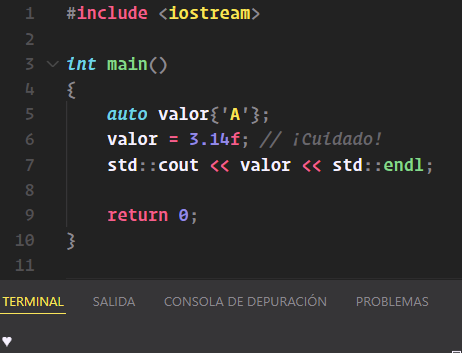 1 #include <iostream>
2
3 int main()
4 {
5 auto valor{'A'};
6 valor = 3.14f; // ¡Cuidado!
7 std::cout << valor << std::endl;
8
9 return 0;
10 }
11
TERMINAL SALIDA CONSOLA DE DEPURACIÓN PROBLEMAS
♥